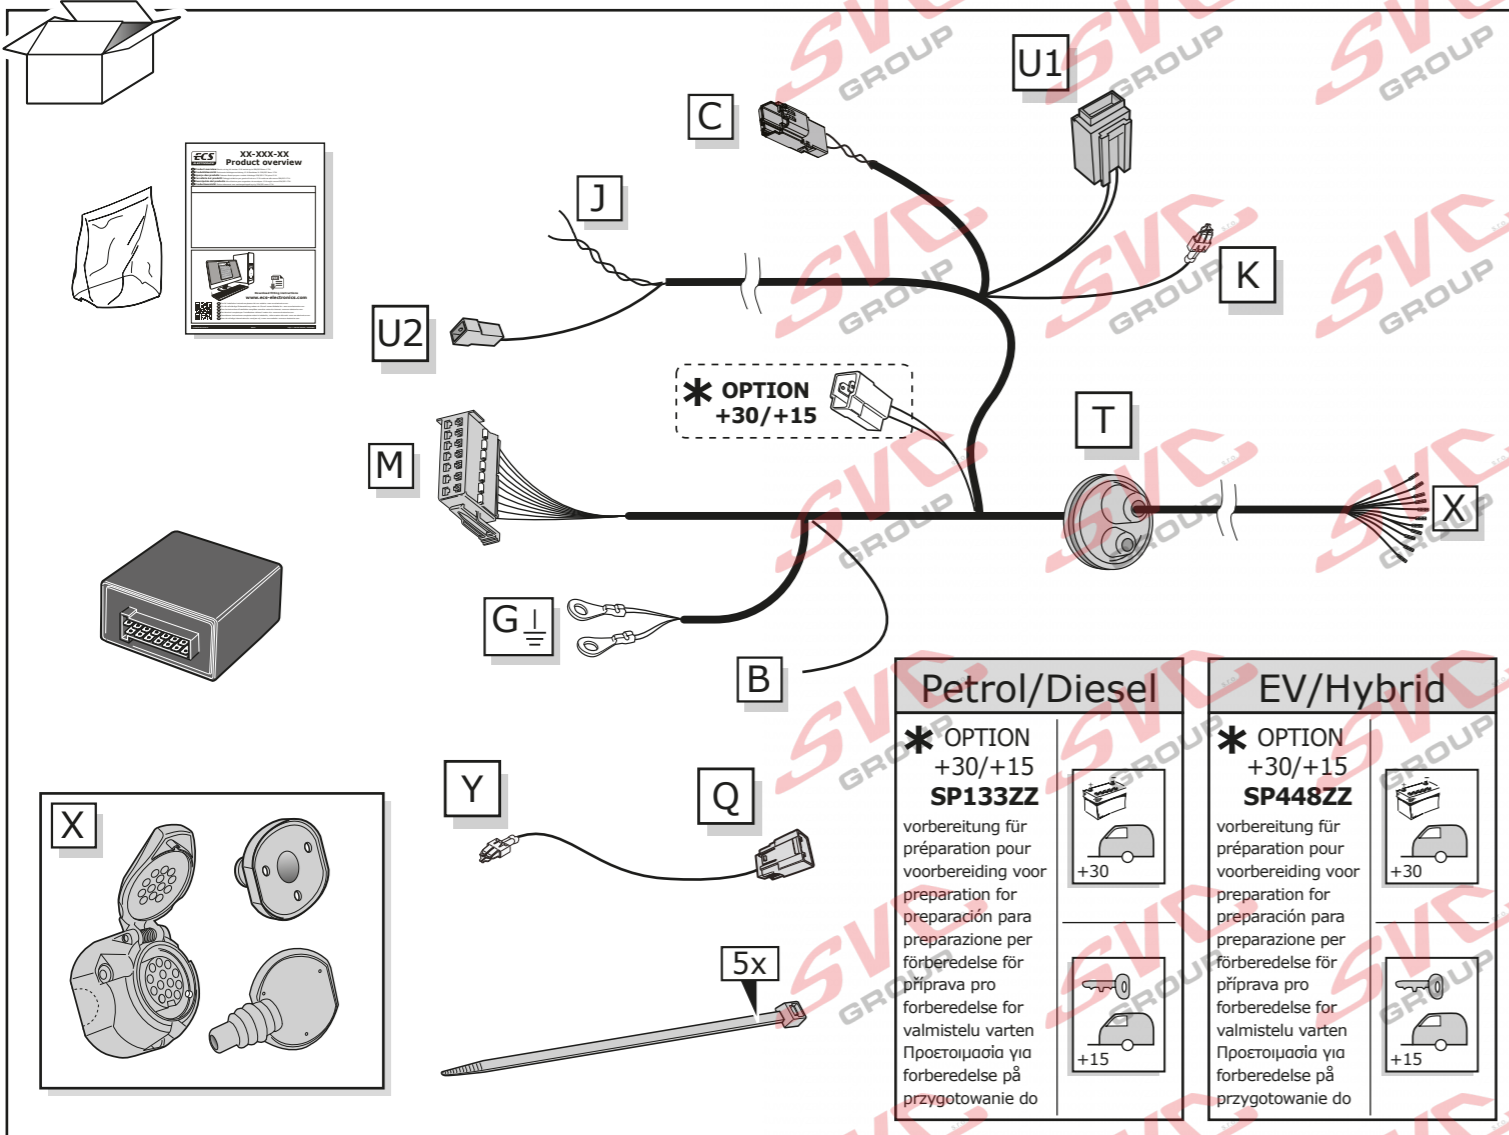 ECS
XX-XXX-XX
Product overview
www.ecs-electronics.com
C
U1
J
K
U2
* OPTION
+30/+15
T
M
X
G
B
Y
Q
X
5x
Petrol/Diesel
* OPTION
+30/+15
SP133ZZ
vorbereitung für
préparation pour
voorbereiding voor
preparation for
preparación para
preparazione per
förberedelse för
příprava pro
forberedelse for
valmistelu varten
Προετοιμασία για
forberedelse på
przygotowanie do
+30
+15
EV/Hybrid
* OPTION
+30/+15
SP448ZZ
vorbereitung für
préparation pour
voorbereiding voor
preparation for
preparación para
preparazione per
förberedelse för
příprava pro
forberedelse for
valmistelu varten
Προετοιμασία για
forberedelse på
przygotowanie do
+30
+15
SVC
GROUP